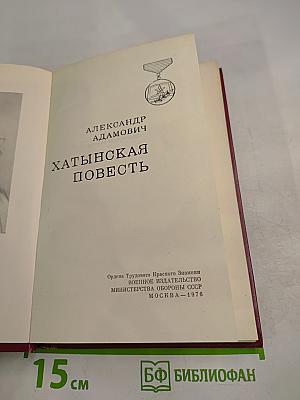 АЛЕКСАНДР
АДАМОВИЧ
ХАТЫНСКАЯ
ПОВЕСТЬ
Ордена Трудового Красного Знамени
ВОЕННОЕ ИЗДАТЕЛЬСТВО
МИНИСТЕРСТВА ОБОРОНЫ СССР
МОСКВА — 1976
15 см
БФ БИБЛИОФАН